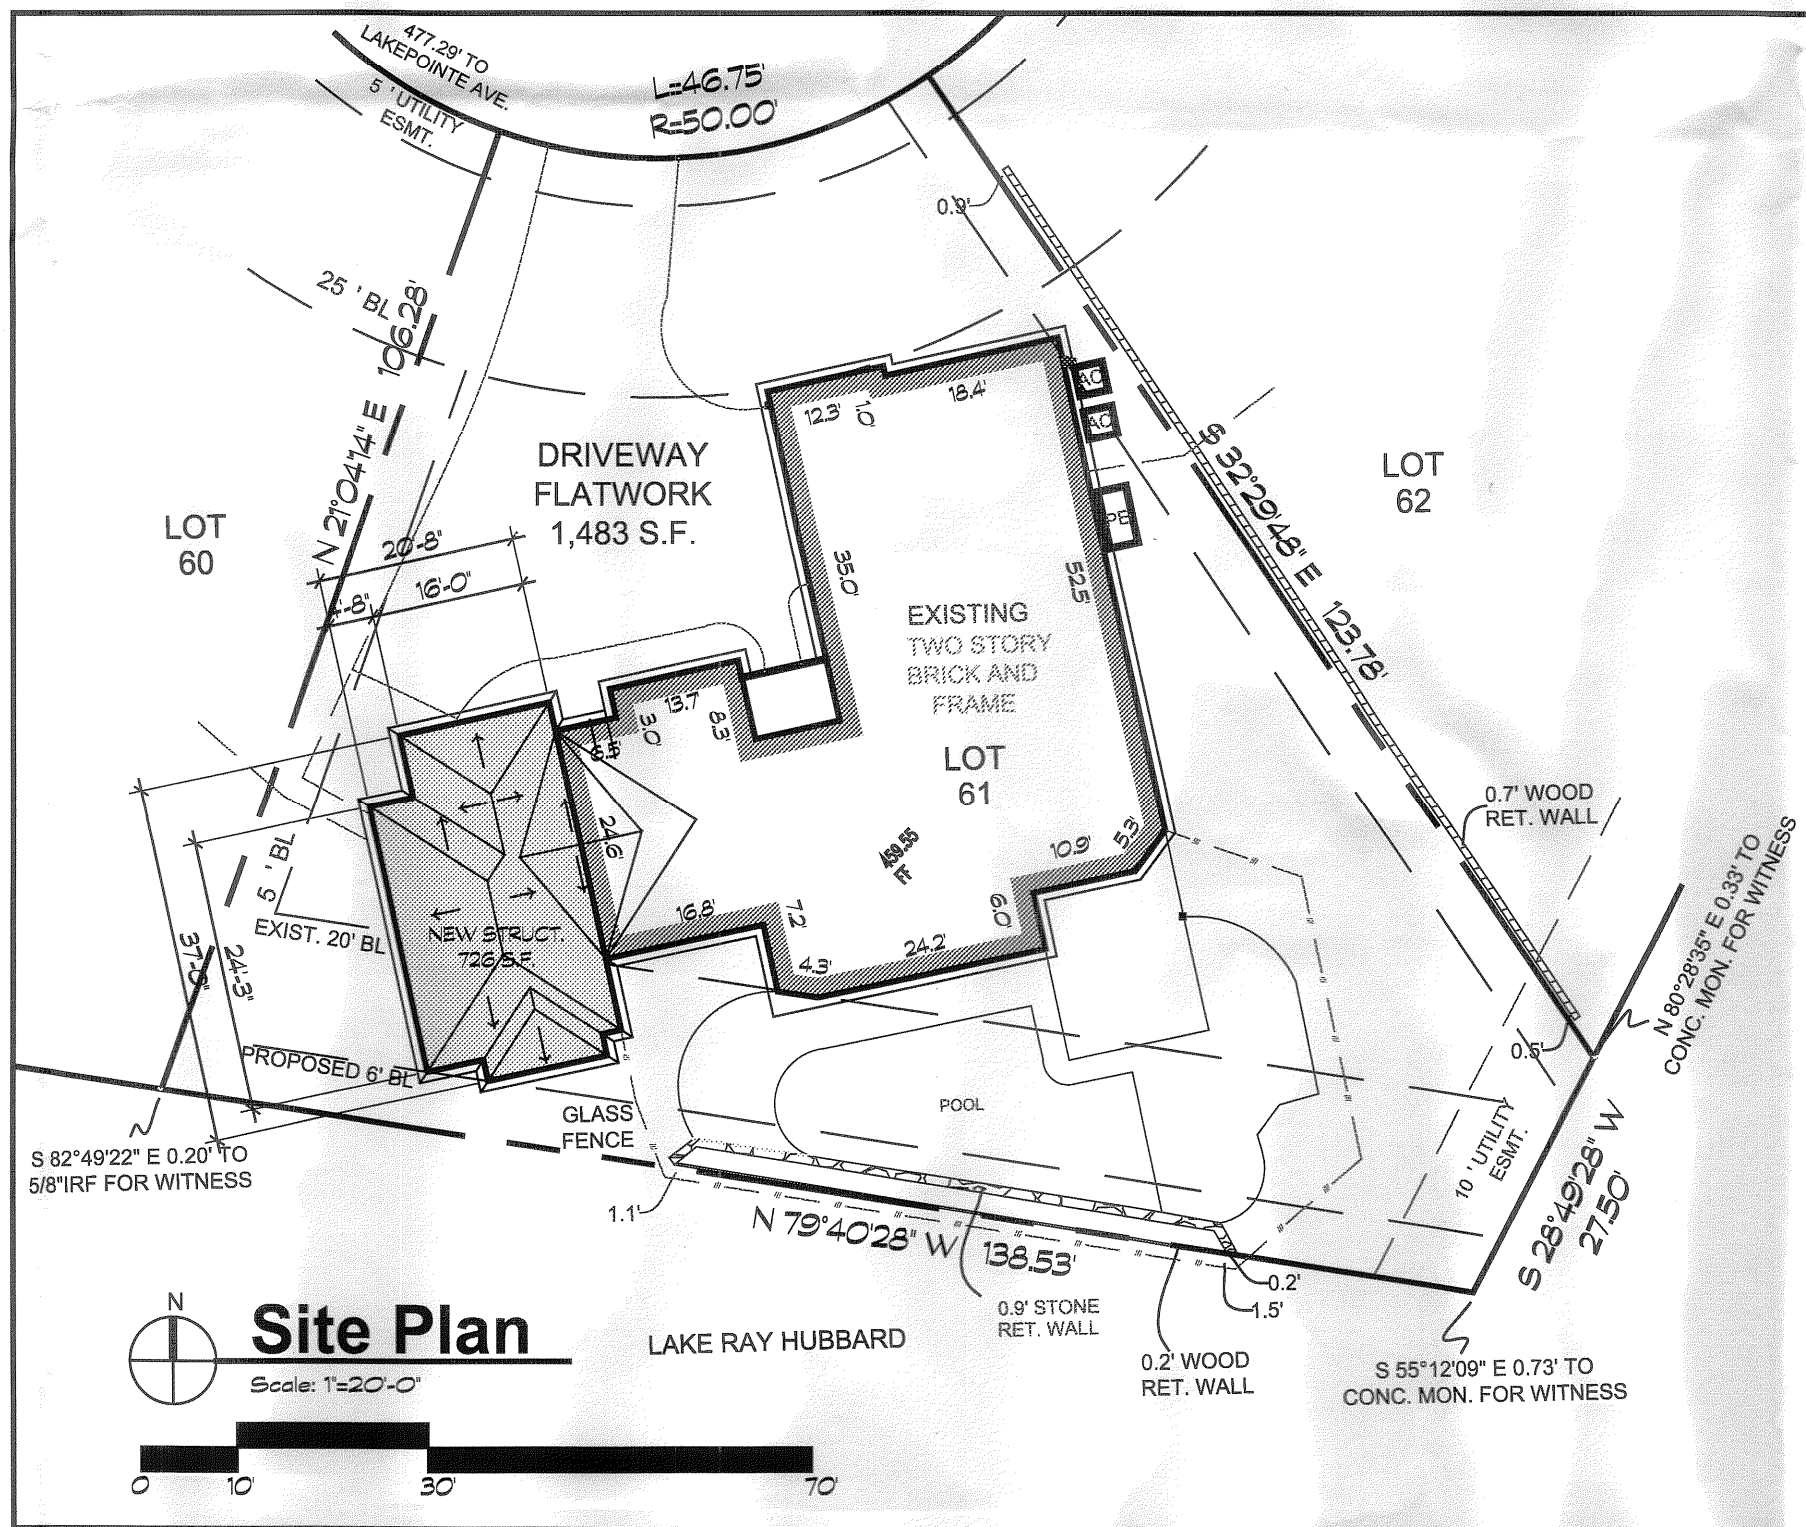 477.29' TO
LAKEPOINTE AVE.
5 ' UTILITY
ESMT.
L=46.75'
R=50.00'
0.9'
25 ' BL
N 21°04'14" E 106.28'
12.3'
1.0'
18.4'
AC
AC
PE
DRIVEWAY
FLATWORK
1,483 S.F.
LOT
60
LOT
62
S 32°29'48" E 123.78'
20'-8"
16'-0"
35.0'
52.5'
EXISTING
TWO STORY
BRICK AND
FRAME
13.7
3.0'
8.3'
6.5'
LOT
61
24.6'
459.55
FF
10.9'
5.3'
0.7' WOOD
RET. WALL
N 80°28'35" E 0.33' TO
CONC. MON. FOR WITNESS
5 ' BL
EXIST. 20' BL
NEW STRUCT.
726 S.F.
16.8'
7.2'
6.0'
4.3'
24.2'
37'-0"
24'-3"
PROPOSED 6' BL
0.5'
GLASS
FENCE
POOL
10 ' UTILITY
ESMT.
S 28°49'28" W
27.50'
S 82°49'22" E 0.20' TO
5/8"IRF FOR WITNESS
1.1'
N 79°40'28" W 138.53'
0.2'
1.5'
0.9' STONE
RET. WALL
0.2' WOOD
RET. WALL
S 55°12'09" E 0.73' TO
CONC. MON. FOR WITNESS
LAKE RAY HUBBARD
N
Site Plan
Scale: 1"=20'-0"
0 10' 30' 70'